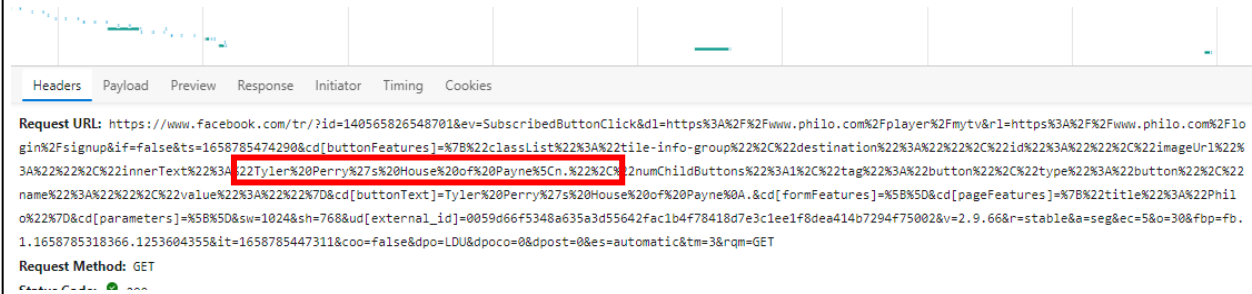 Headers Payload Preview Response Initiator Timing Cookies
Request URL: https://www.facebook.com/tr/?id=140565826548701&ev=SubscribedButtonClick&dl=https%3A%2F%2Fwww.philo.com%2Fplayer%2Fmytv&rl=https%3A%2F%2Fwww.philo.com%2Flo
gin%2Fsignup&if=false&ts=1658785474290&cd[buttonFeatures]=%7B%22classList%22%3A%22tile-info-group%22%2C%22destination%22%3A%22%22%2C%22id%22%3A%22%22%2C%22imageUrl%22%
3A%22%22%2C%22innerText%22%3A%22Tyler%20Perry%27s%20House%20of%20Payne%5Cn.%22%2C%22numChildButtons%22%3A1%2C%22tag%22%3A%22button%22%2C%22type%22%3A%22button%22%2C%22
name%22%3A%22%22%2C%22value%22%3A%22%22%7D&cd[buttonText]=Tyler%20Perry%27s%20House%20of%20Payne%0A.&cd[formFeatures]=%5B%5D&cd[pageFeatures]=%7B%22title%22%3A%22Phil
o%22%7D&cd[parameters]=%5B%5D&sw=1024&sh=768&ud[external_id]=0059d66f5348a635a3d55642fac1b4f78418d7e3c1ee1f8dea414b7294f75002&v=2.9.66&r=stable&a=seg&ec=5&o=30&fbp=fb.
1.1658785318366.1253604355&it=1658785447311&coo=false&dpo=LDU&dpoco=0&dpost=0&es=automatic&tm=3&rqm=GET
Request Method: GET